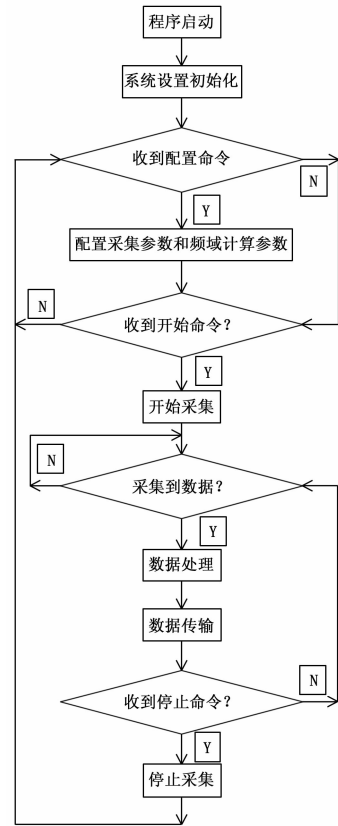 程序启动
系统设置初始化
收到配置命令
N
Y
配置采集参数和频域计算参数
N
收到开始命令?
Y
开始采集
N
采集到数据?
Y
数据处理
数据传输
N
收到停止命令?
Y
停止采集